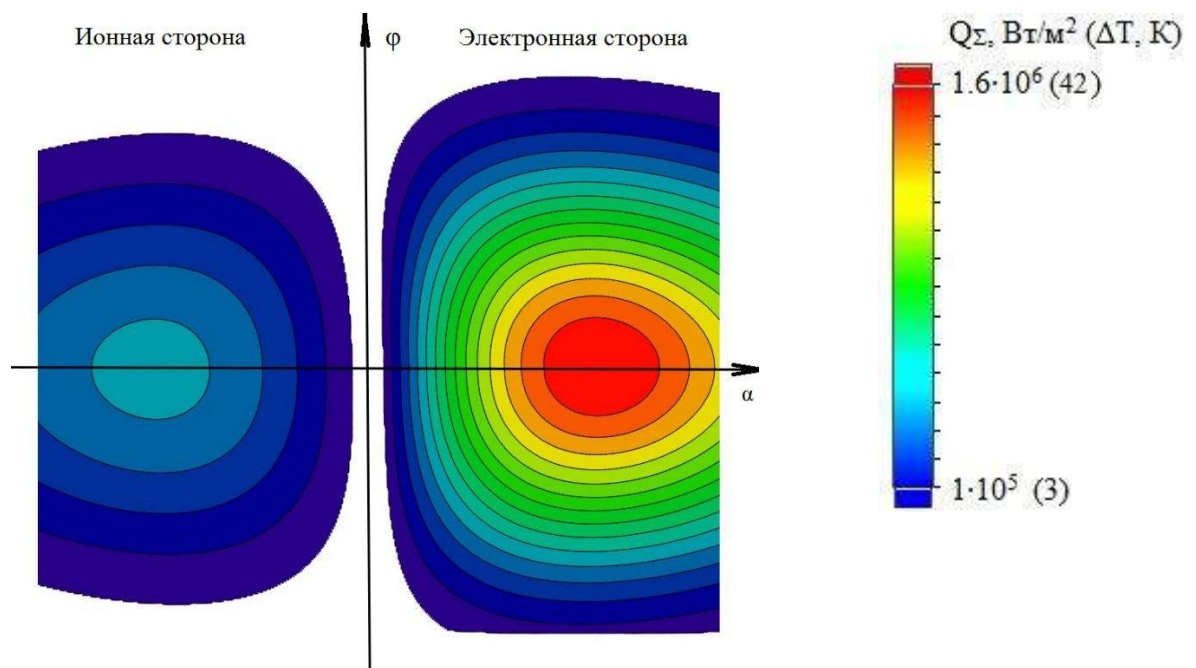 Ионная сторона
φ
Электронная сторона
α
QΣ, Вт/м² (ΔT, K)
1.6·10⁶ (42)
1·10⁵ (3)